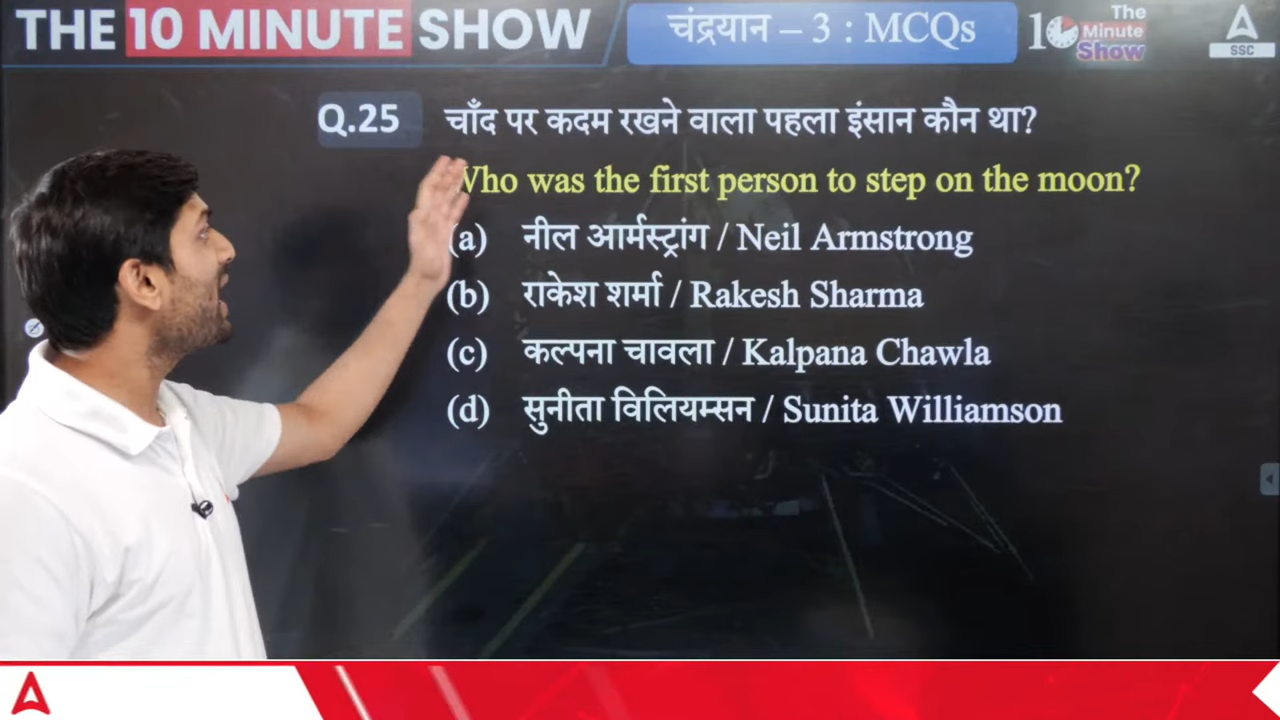 THE 10 MINUTE SHOW
चंद्रयान – 3 : MCQs
10 The Minute Show
SSC
Q.25 चाँद पर कदम रखने वाला पहला इंसान कौन था?
Who was the first person to step on the moon?
(a) नील आर्मस्ट्रांग / Neil Armstrong
(b) राकेश शर्मा / Rakesh Sharma
(c) कल्पना चावला / Kalpana Chawla
(d) सुनीता विलियम्सन / Sunita Williamson